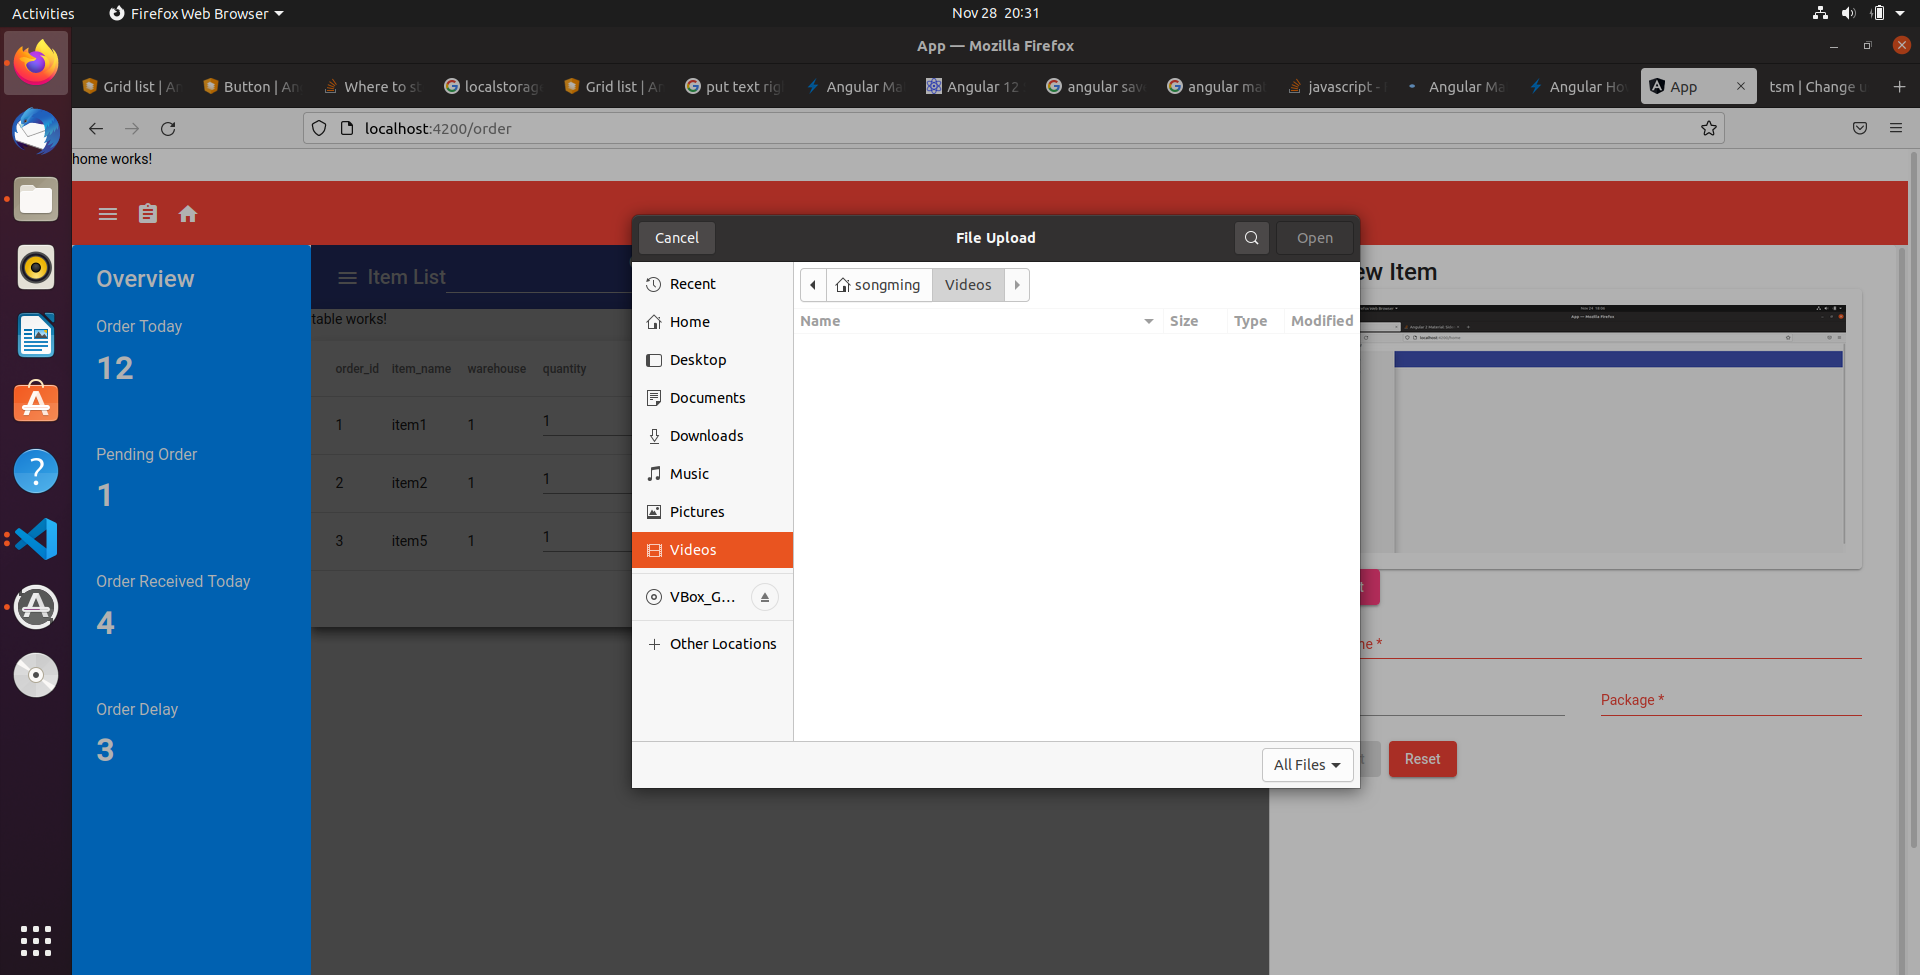 Activities
Firefox Web Browser
Nov 28 20:31
App — Mozilla Firefox
Grid list | An
Button | An
Where to st
localstorag
Grid list | An
put text rig
Angular Ma
Angular 12
angular sav
angular mat
javascript -
Angular Ma
Angular Ho
App
tsm | Change u
localhost:4200/order
home works!
Cancel
File Upload
Open
Overview
Item List
ew Item
Order Today
12
table works!
order_id item_name warehouse quantity
1 item1 1 1
2 item2 1 1
3 item5 1 1
Pending Order
1
Order Received Today
4
Order Delay
3
Recent
Home
Desktop
Documents
Downloads
Music
Pictures
Videos
VBox_G...
Other Locations
songming
Videos
Name Size Type Modified
All Files
t
me *
Package *
t
Reset